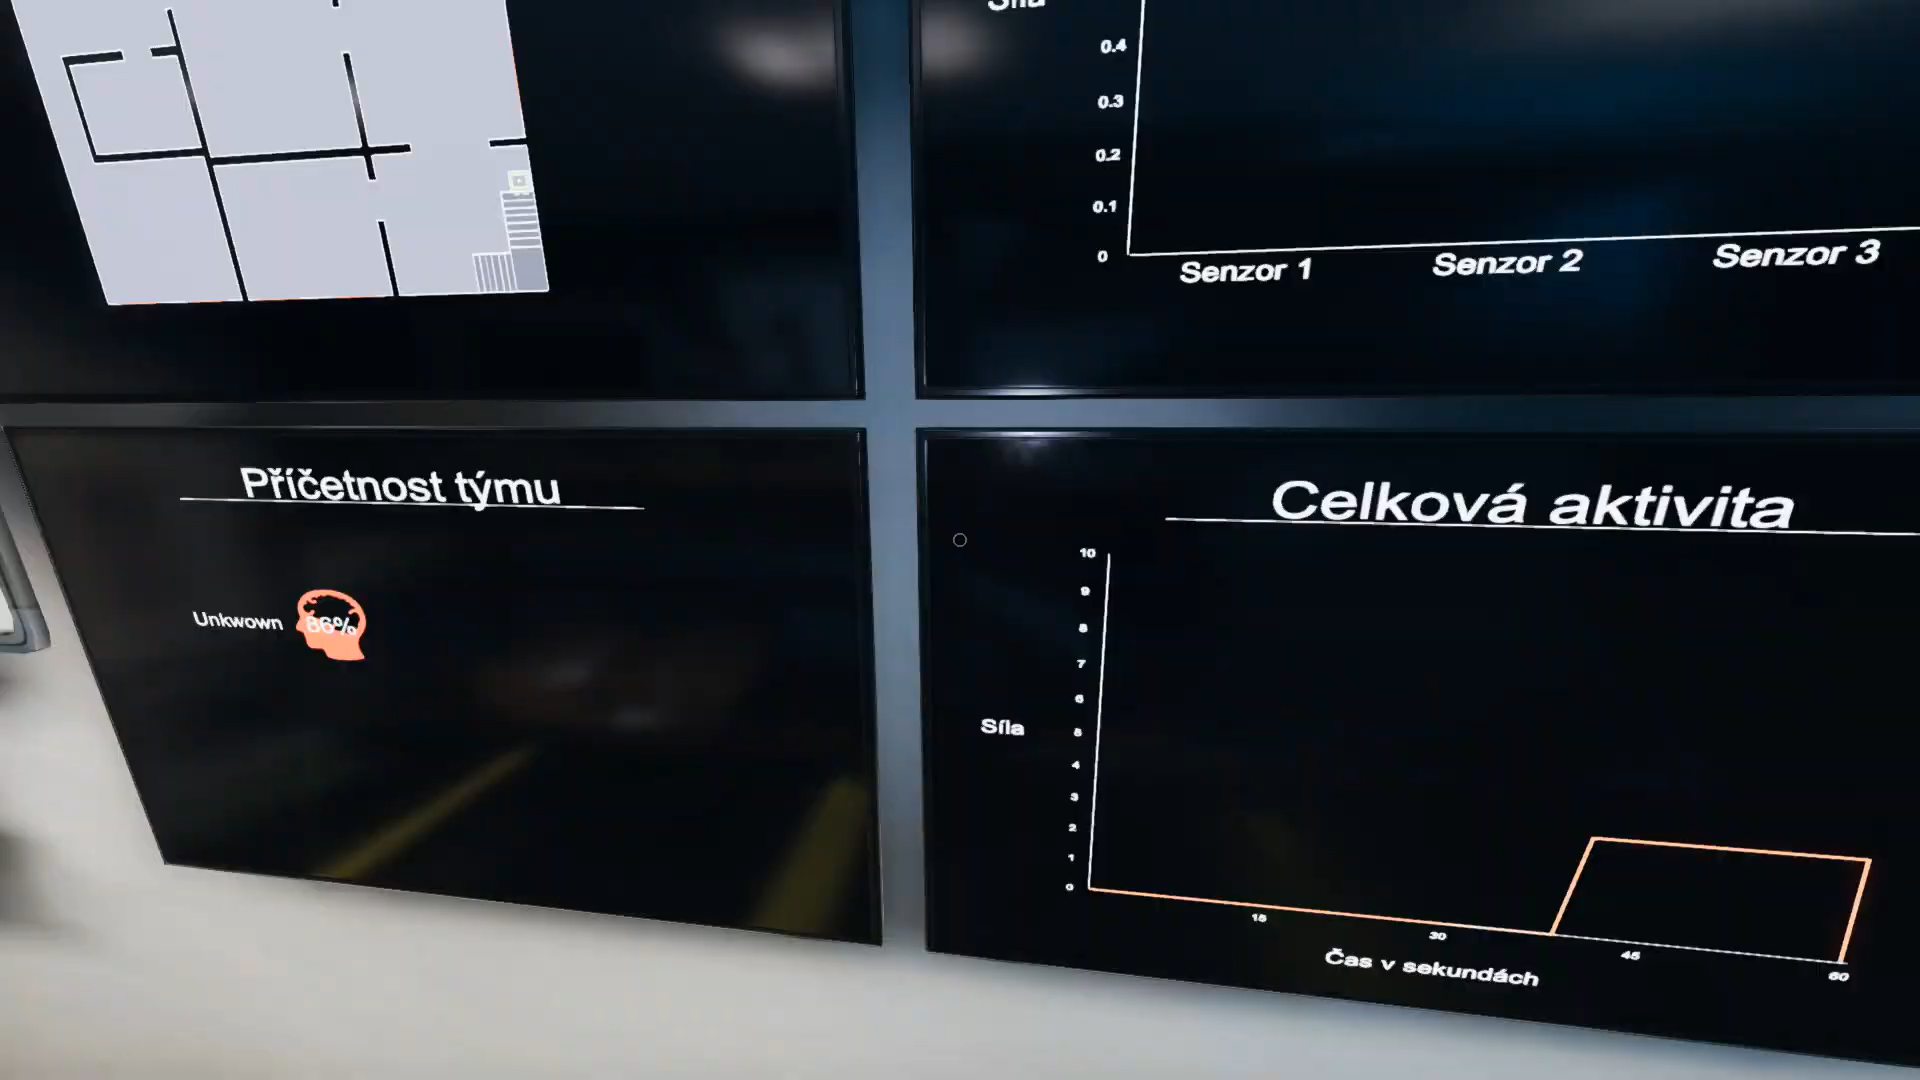 Síla
0.4
0.3
0.2
0.1
0
Senzor 1 Senzor 2 Senzor 3
Příčetnost týmu
Unkwown 86%
Celková aktivita
10
9
8
7
6
5
4
3
2
1
0
Síla
15 30 45 60
Čas v sekundách